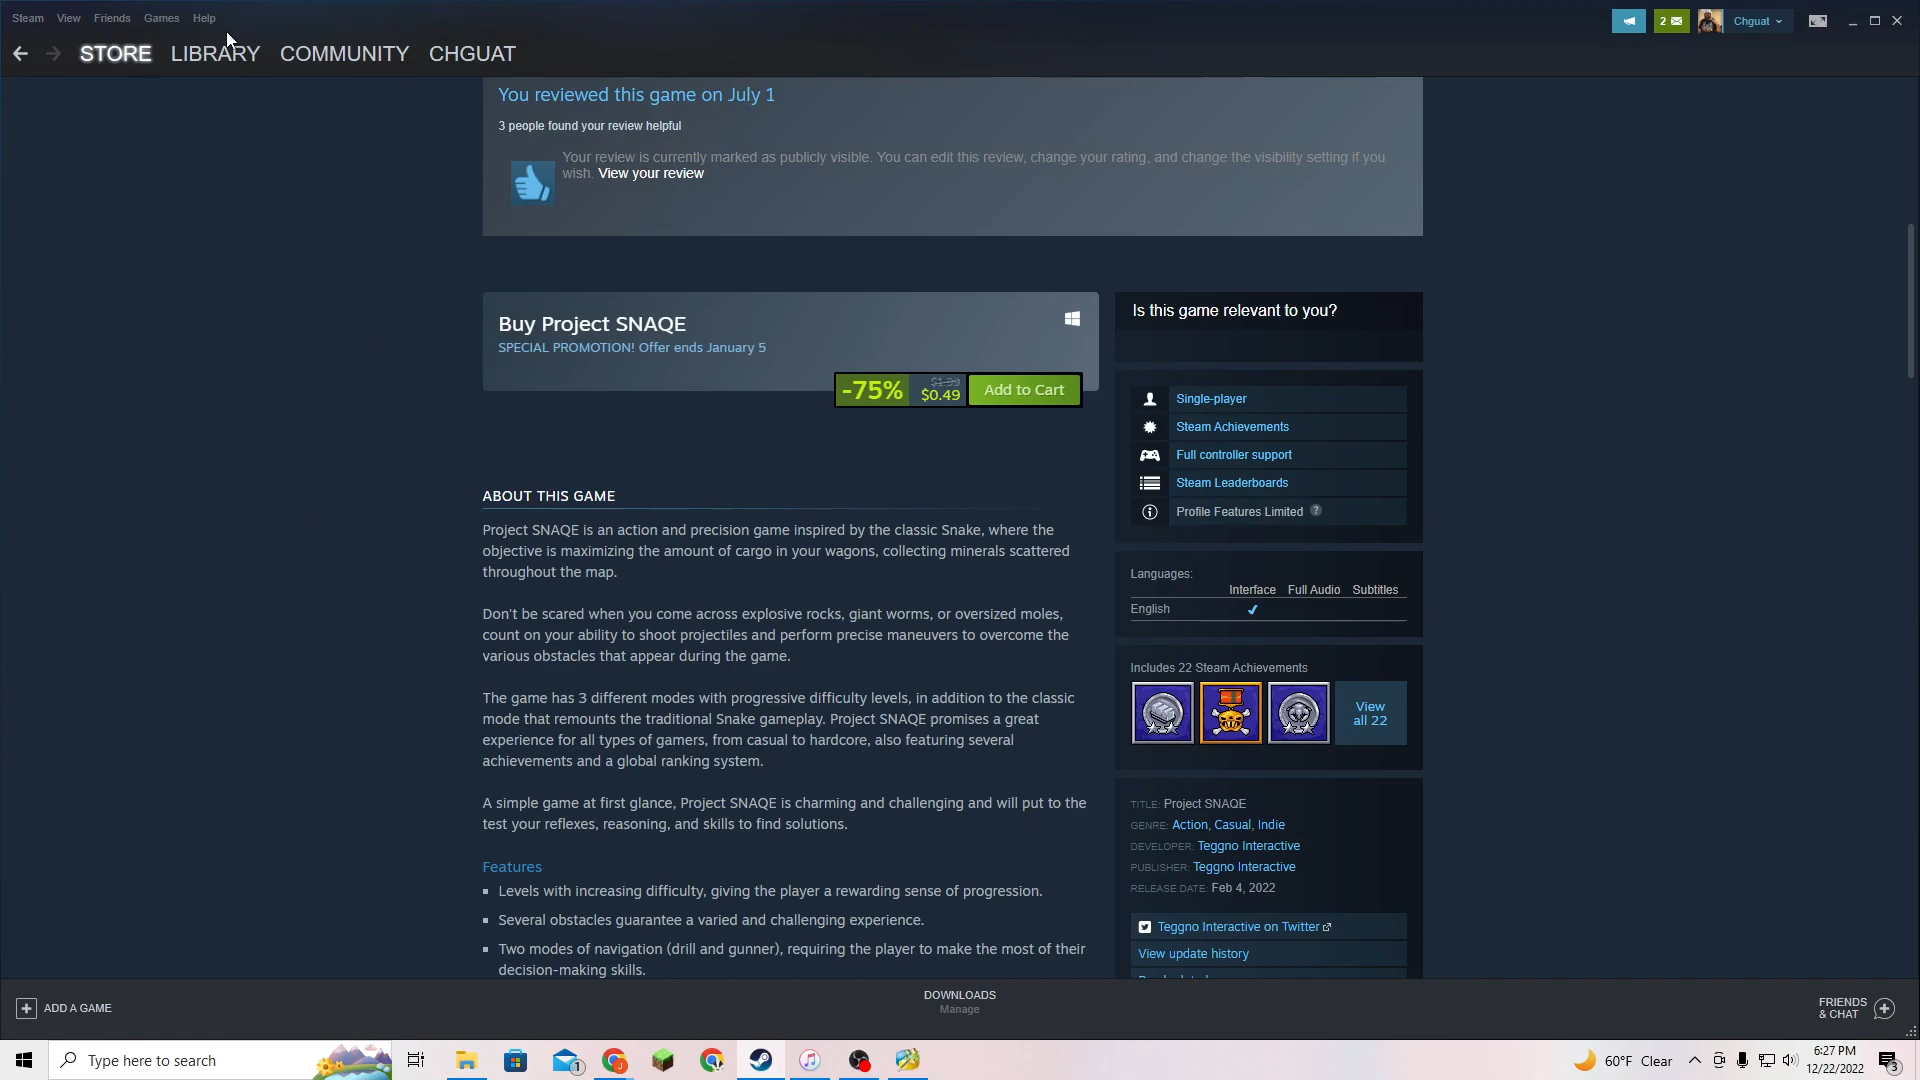 Steam View Friends Games Help
2
Chguat
STORE LIBRARY COMMUNITY CHGUAT
You reviewed this game on July 1
3 people found your review helpful
Your review is currently marked as publicly visible. You can edit this review, change your rating, and change the visibility setting if you
wish. View your review
Buy Project SNAQE
SPECIAL PROMOTION! Offer ends January 5
-75% $1.99 $0.49 Add to Cart
ABOUT THIS GAME
Project SNAQE is an action and precision game inspired by the classic Snake, where the
objective is maximizing the amount of cargo in your wagons, collecting minerals scattered
throughout the map.
Don't be scared when you come across explosive rocks, giant worms, or oversized moles,
count on your ability to shoot projectiles and perform precise maneuvers to overcome the
various obstacles that appear during the game.
The game has 3 different modes with progressive difficulty levels, in addition to the classic
mode that remounts the traditional Snake gameplay. Project SNAQE promises a great
experience for all types of gamers, from casual to hardcore, also featuring several
achievements and a global ranking system.
A simple game at first glance, Project SNAQE is charming and challenging and will put to the
test your reflexes, reasoning, and skills to find solutions.
Features
Levels with increasing difficulty, giving the player a rewarding sense of progression.
Several obstacles guarantee a varied and challenging experience.
Two modes of navigation (drill and gunner), requiring the player to make the most of their
decision-making skills.
Is this game relevant to you?
Single-player
Steam Achievements
Full controller support
Steam Leaderboards
Profile Features Limited ?
Languages:
Interface Full Audio Subtitles
English ✔
Includes 22 Steam Achievements
View
all 22
TITLE: Project SNAQE
GENRE: Action, Casual, Indie
DEVELOPER: Teggno Interactive
PUBLISHER: Teggno Interactive
RELEASE DATE: Feb 4, 2022
Teggno Interactive on Twitter
View update history
ADD A GAME
DOWNLOADS
Manage
FRIENDS
& CHAT
Type here to search
1
J
60°F Clear
6:27 PM
12/22/2022
3